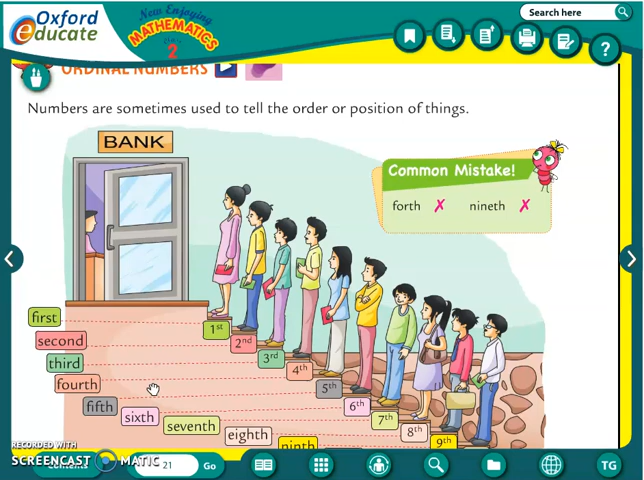 Oxford
educate
New Enjoying
MATHEMATICS
2
Search here
ORDINAL NUMBERS
Numbers are sometimes used to tell the order or position of things.
BANK
Common Mistake!
forth ✗ nineth ✗
first 1st
second 2nd
third 3rd
fourth 4th
fifth 5th
sixth 6th
seventh 7th
eighth 8th
ninth 9th
RECORDED WITH
SCREENCAST MATIC
Contents 21 Go
TG